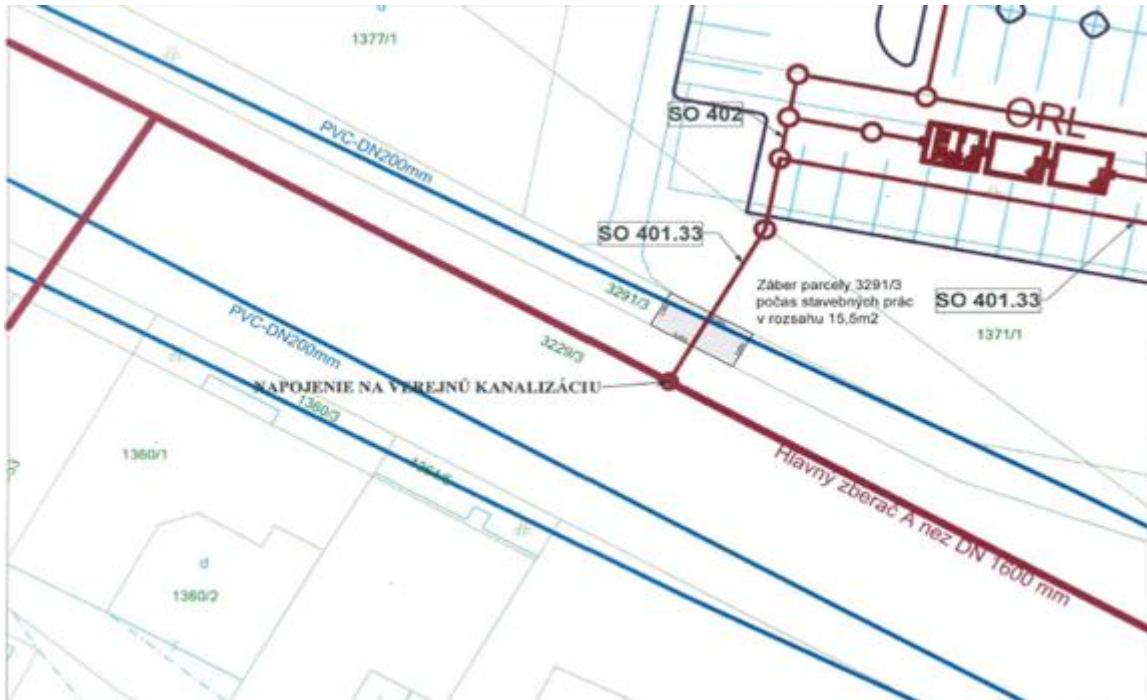 1377/1
SO 402
ORL
PVC-DN200mm
SO 401.33
Záber parcely 3291/3
počas stavebných prác
v rozsahu 15,5m2
SO 401.33
3291/3
1371/1
3229/3
PVC-DN200mm
NAPOJENIE NA VEREJNÚ KANALIZÁCIU
1360/3
1360/1
Hlavný zberač A nez DN 1600 mm
d
1360/2